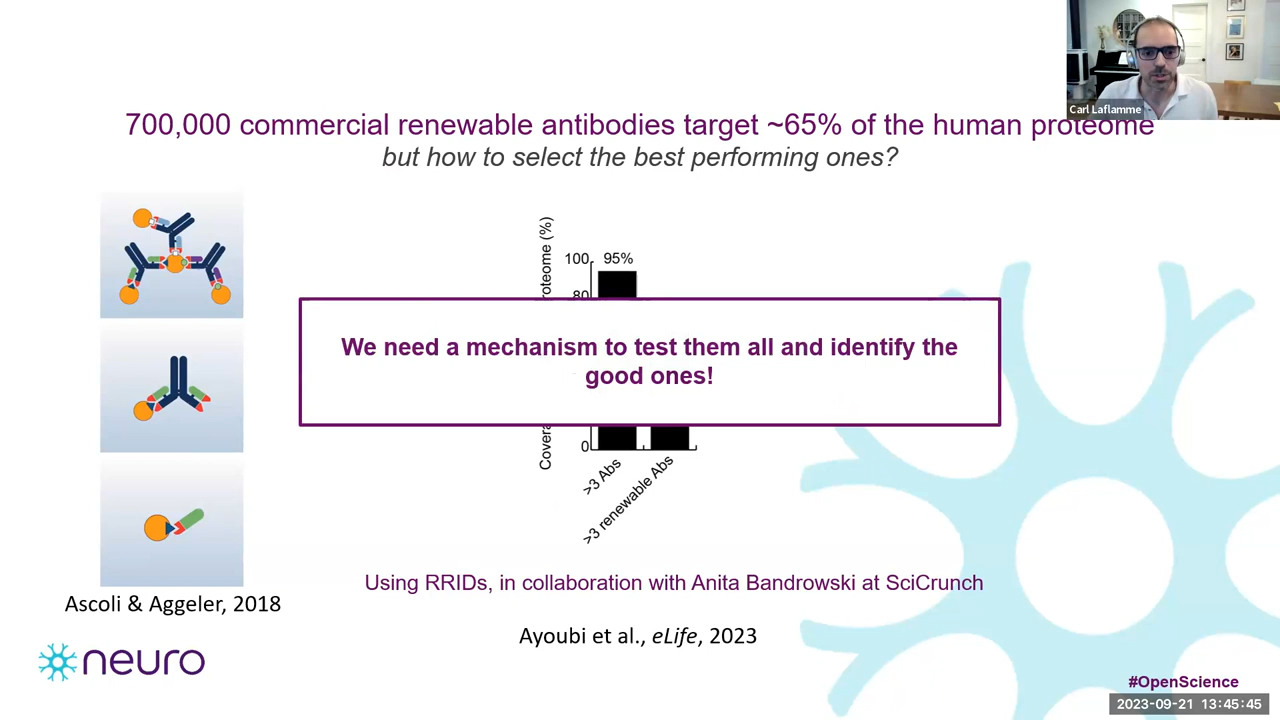 Carl Laflamme
700,000 commercial renewable antibodies target ~65% of the human proteome
but how to select the best performing ones?
100
95%
80
We need a mechanism to test them all and identify the
good ones!
0
>3 Abs
>3 renewable Abs
Using RRIDs, in collaboration with Anita Bandrowski at SciCrunch
Ascoli & Aggeler, 2018
Ayoubi et al., eLife, 2023
neuro
#OpenScience
2023-09-21 13:45:45